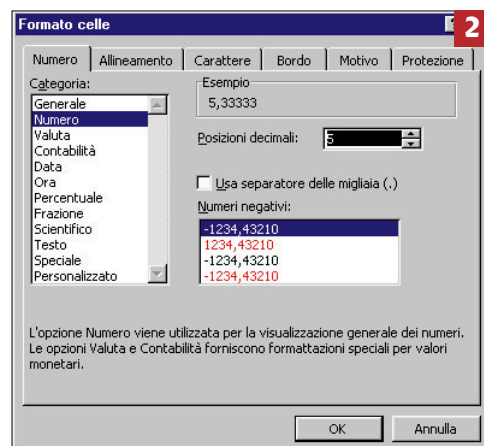 Formato celle
2
Numero Allineamento Carattere Bordo Motivo Protezione
Categoria:
Generale
Numero
Valuta
Contabilità
Data
Ora
Percentuale
Frazione
Scientifico
Testo
Speciale
Personalizzato
Esempio
5,33333
Posizioni decimali: 5
Usa separatore delle migliaia (.)
Numeri negativi:
-1234,43210
1234,43210
-1234,43210
-1234,43210
L'opzione Numero viene utilizzata per la visualizzazione generale dei numeri.
Le opzioni Valuta e Contabilità forniscono formattazioni speciali per valori
monetari.
OK Annulla